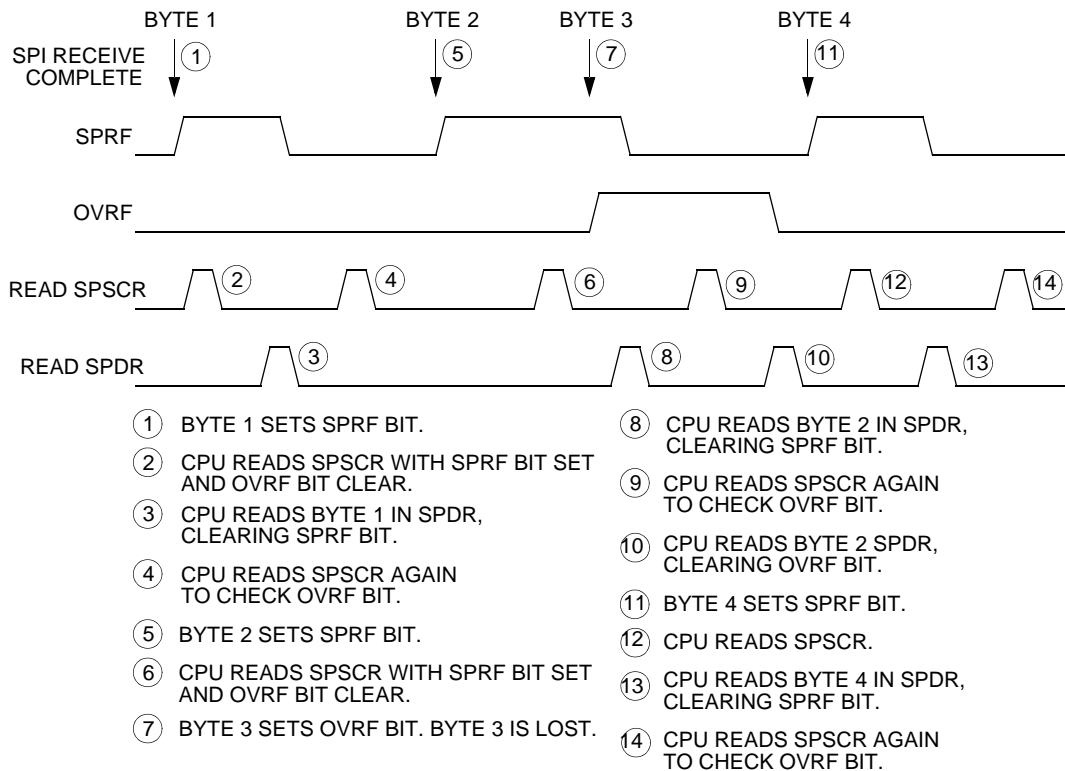 BYTE 1 BYTE 2 BYTE 3 BYTE 4
SPI RECEIVE
COMPLETE
1 5 7 11
SPRF
OVRF
READ SPSCR
2 4 6 9 12 14
READ SPDR
3 8 10 13
1 BYTE 1 SETS SPRF BIT.
2 CPU READS SPSCR WITH SPRF BIT SET
AND OVRF BIT CLEAR.
3 CPU READS BYTE 1 IN SPDR,
CLEARING SPRF BIT.
4 CPU READS SPSCR AGAIN
TO CHECK OVRF BIT.
5 BYTE 2 SETS SPRF BIT.
6 CPU READS SPSCR WITH SPRF BIT SET
AND OVRF BIT CLEAR.
7 BYTE 3 SETS OVRF BIT. BYTE 3 IS LOST.
8 CPU READS BYTE 2 IN SPDR,
CLEARING SPRF BIT.
9 CPU READS SPSCR AGAIN
TO CHECK OVRF BIT.
10 CPU READS BYTE 2 SPDR,
CLEARING OVRF BIT.
11 BYTE 4 SETS SPRF BIT.
12 CPU READS SPSCR.
13 CPU READS BYTE 4 IN SPDR,
CLEARING SPRF BIT.
14 CPU READS SPSCR AGAIN
TO CHECK OVRF BIT.